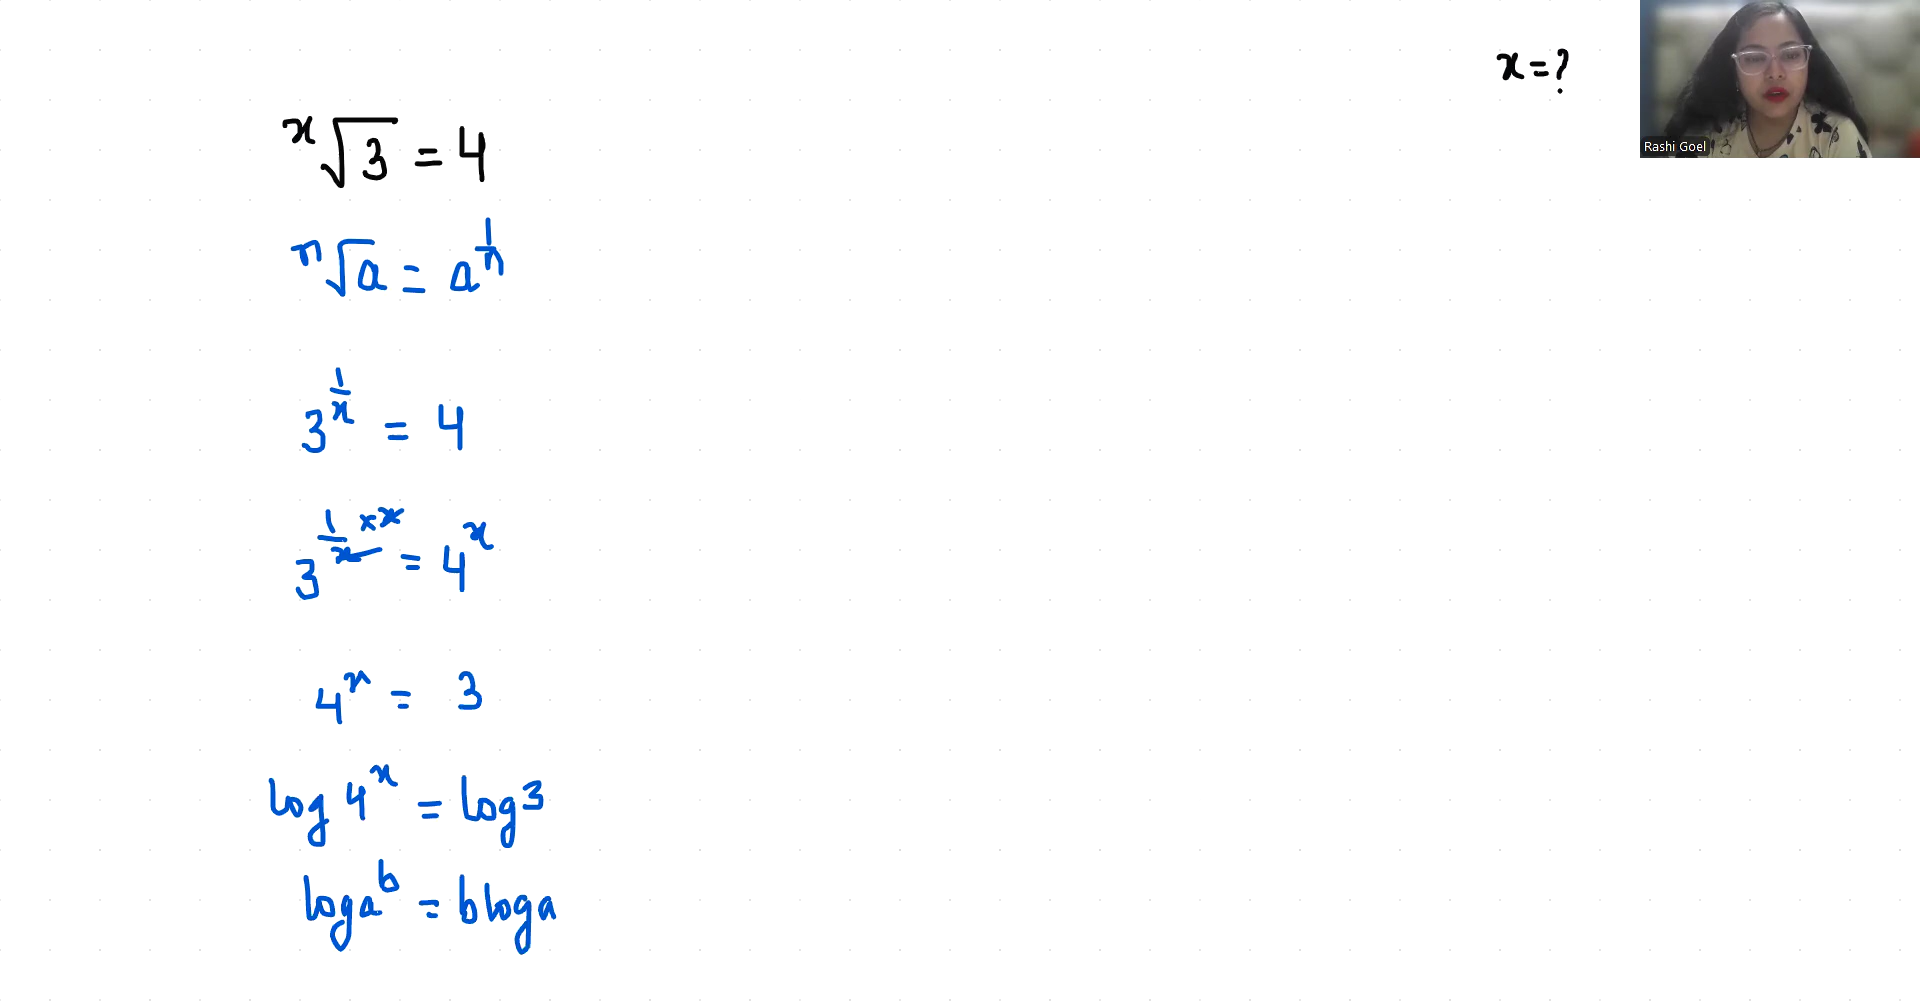 x=?
Rashi Goel
ˣ√3 = 4
ⁿ√a = a^(1/n)
3^(1/x) = 4
3^(1/x × x) = 4^x
4^x = 3
log 4^x = log 3
log a^b = b log a